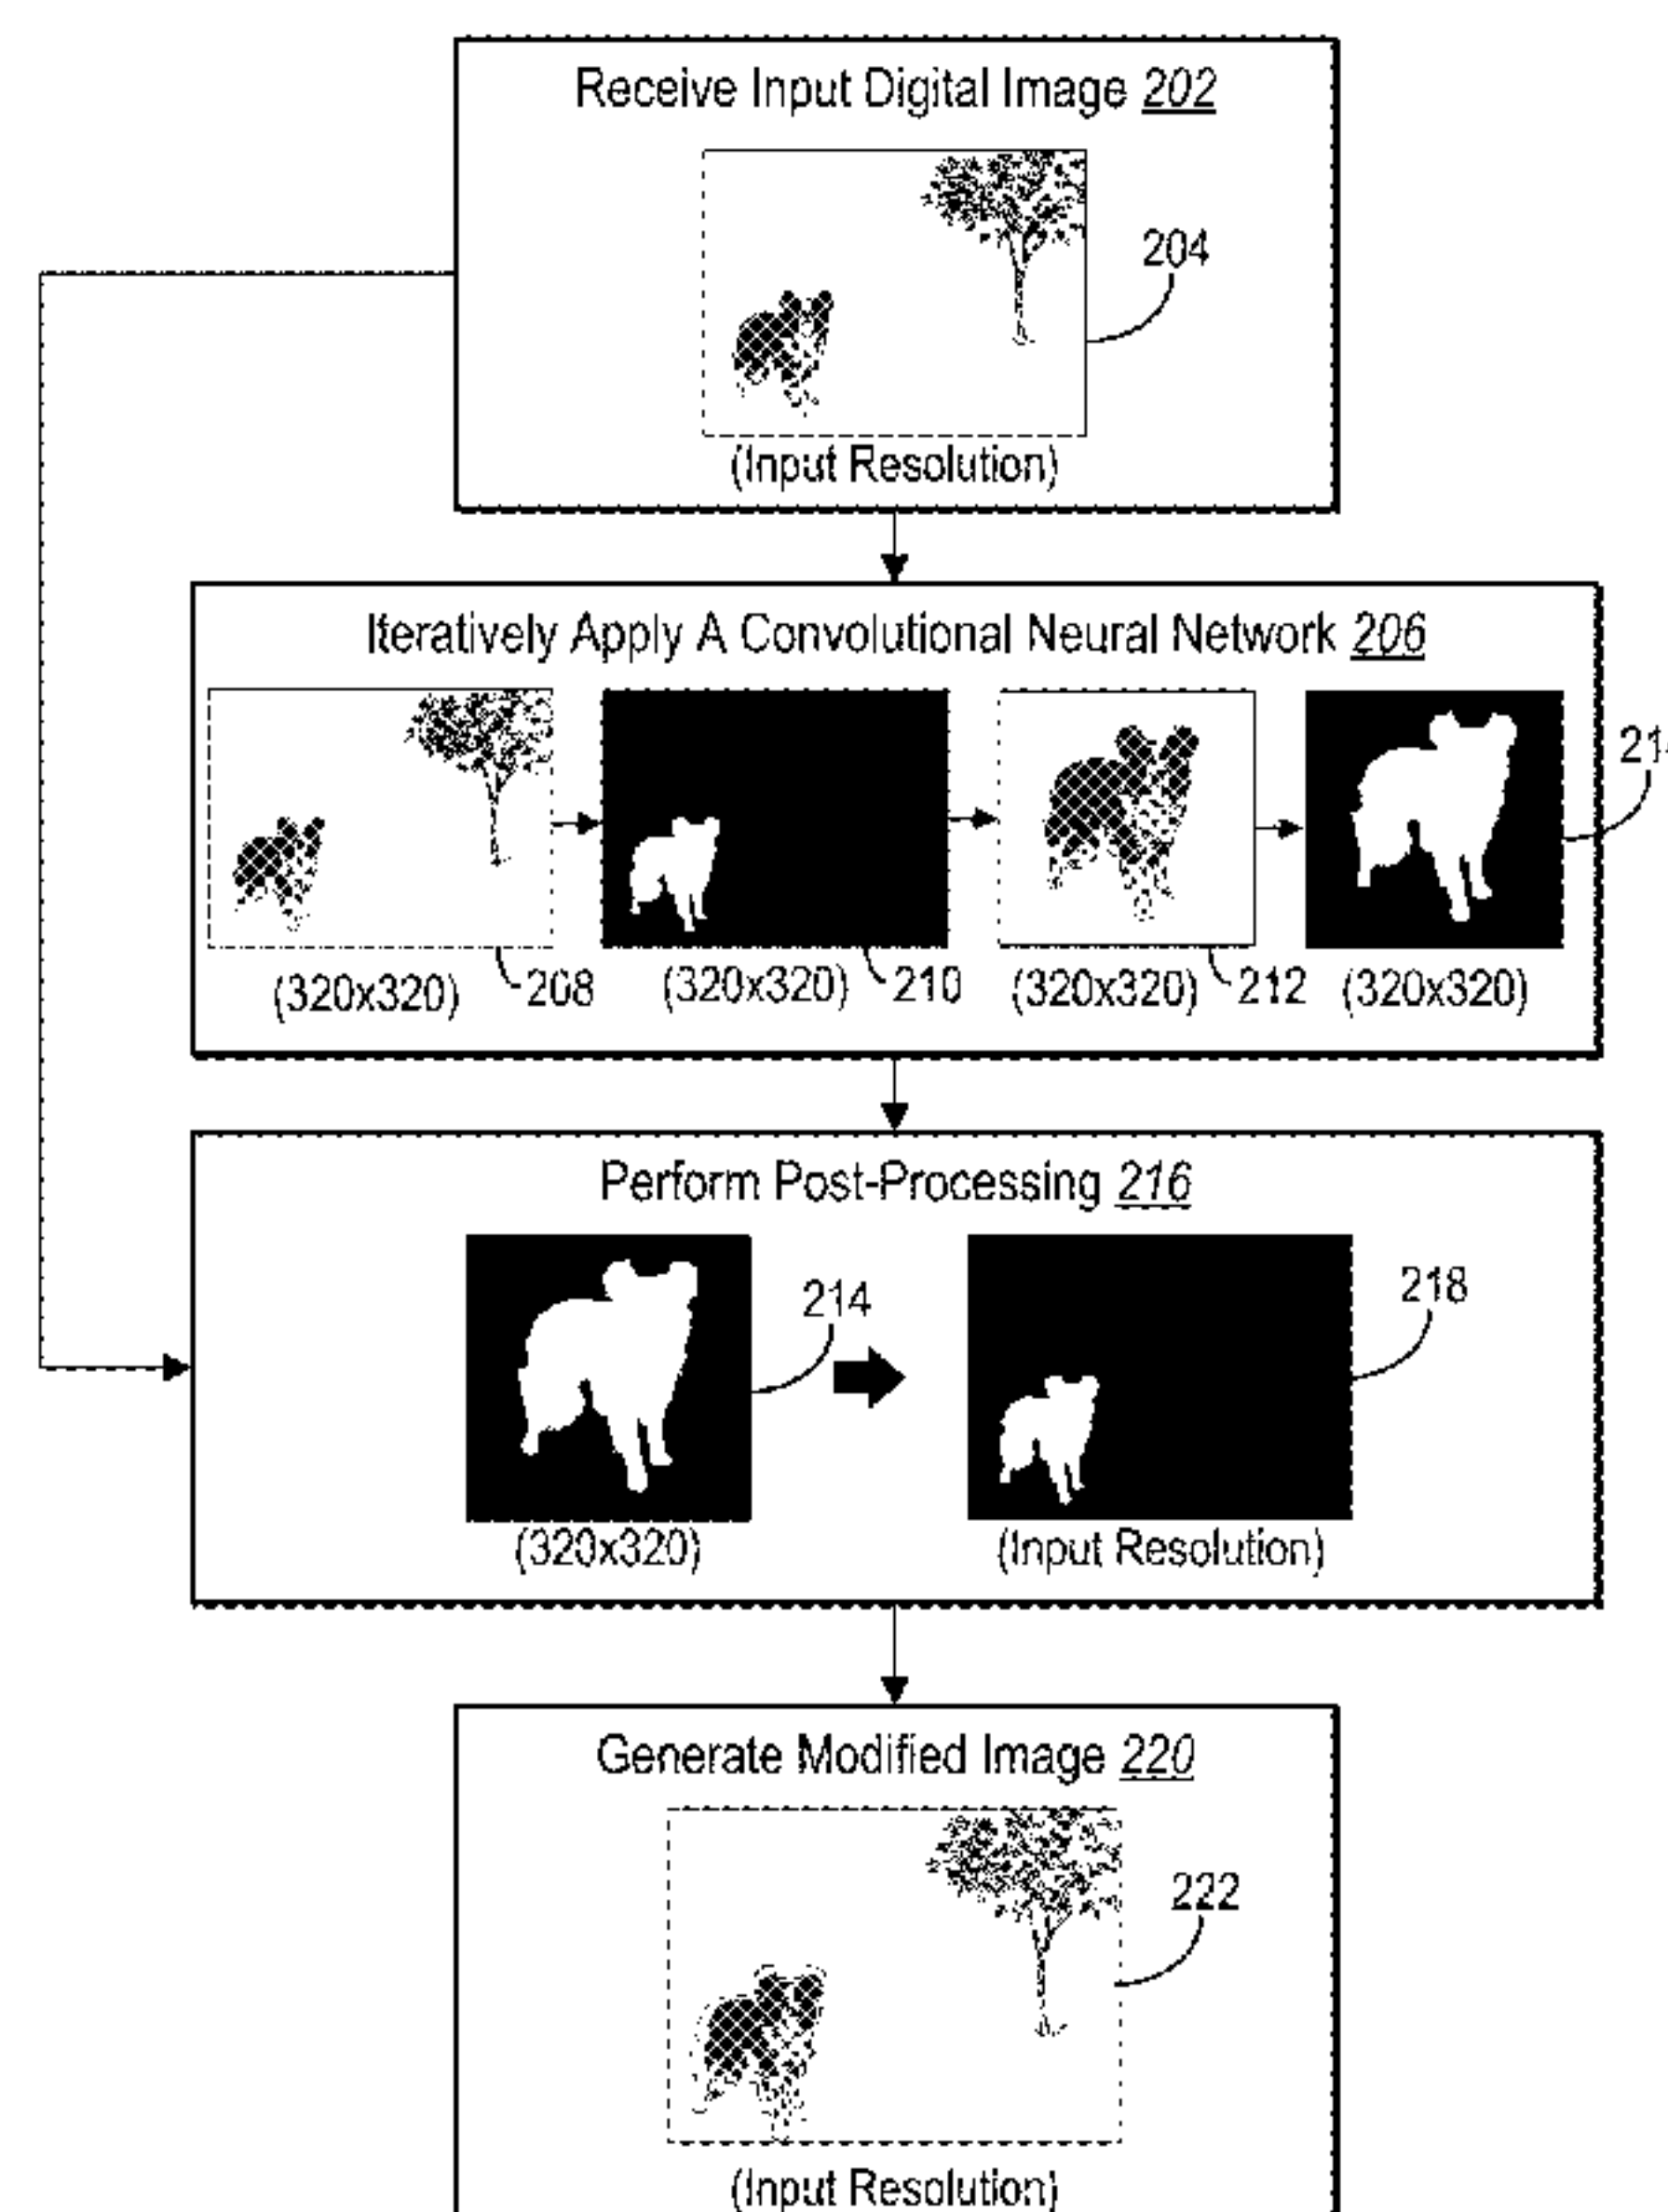 Receive Input Digital Image 202
204
(Input Resolution)
Iteratively Apply A Convolutional Neural Network 206
(320x320) 208 (320x320) 210 (320x320) 212 (320x320)
Perform Post-Processing 216
214
218
(320x320) (Input Resolution)
Generate Modified Image 220
222
(Input Resolution)